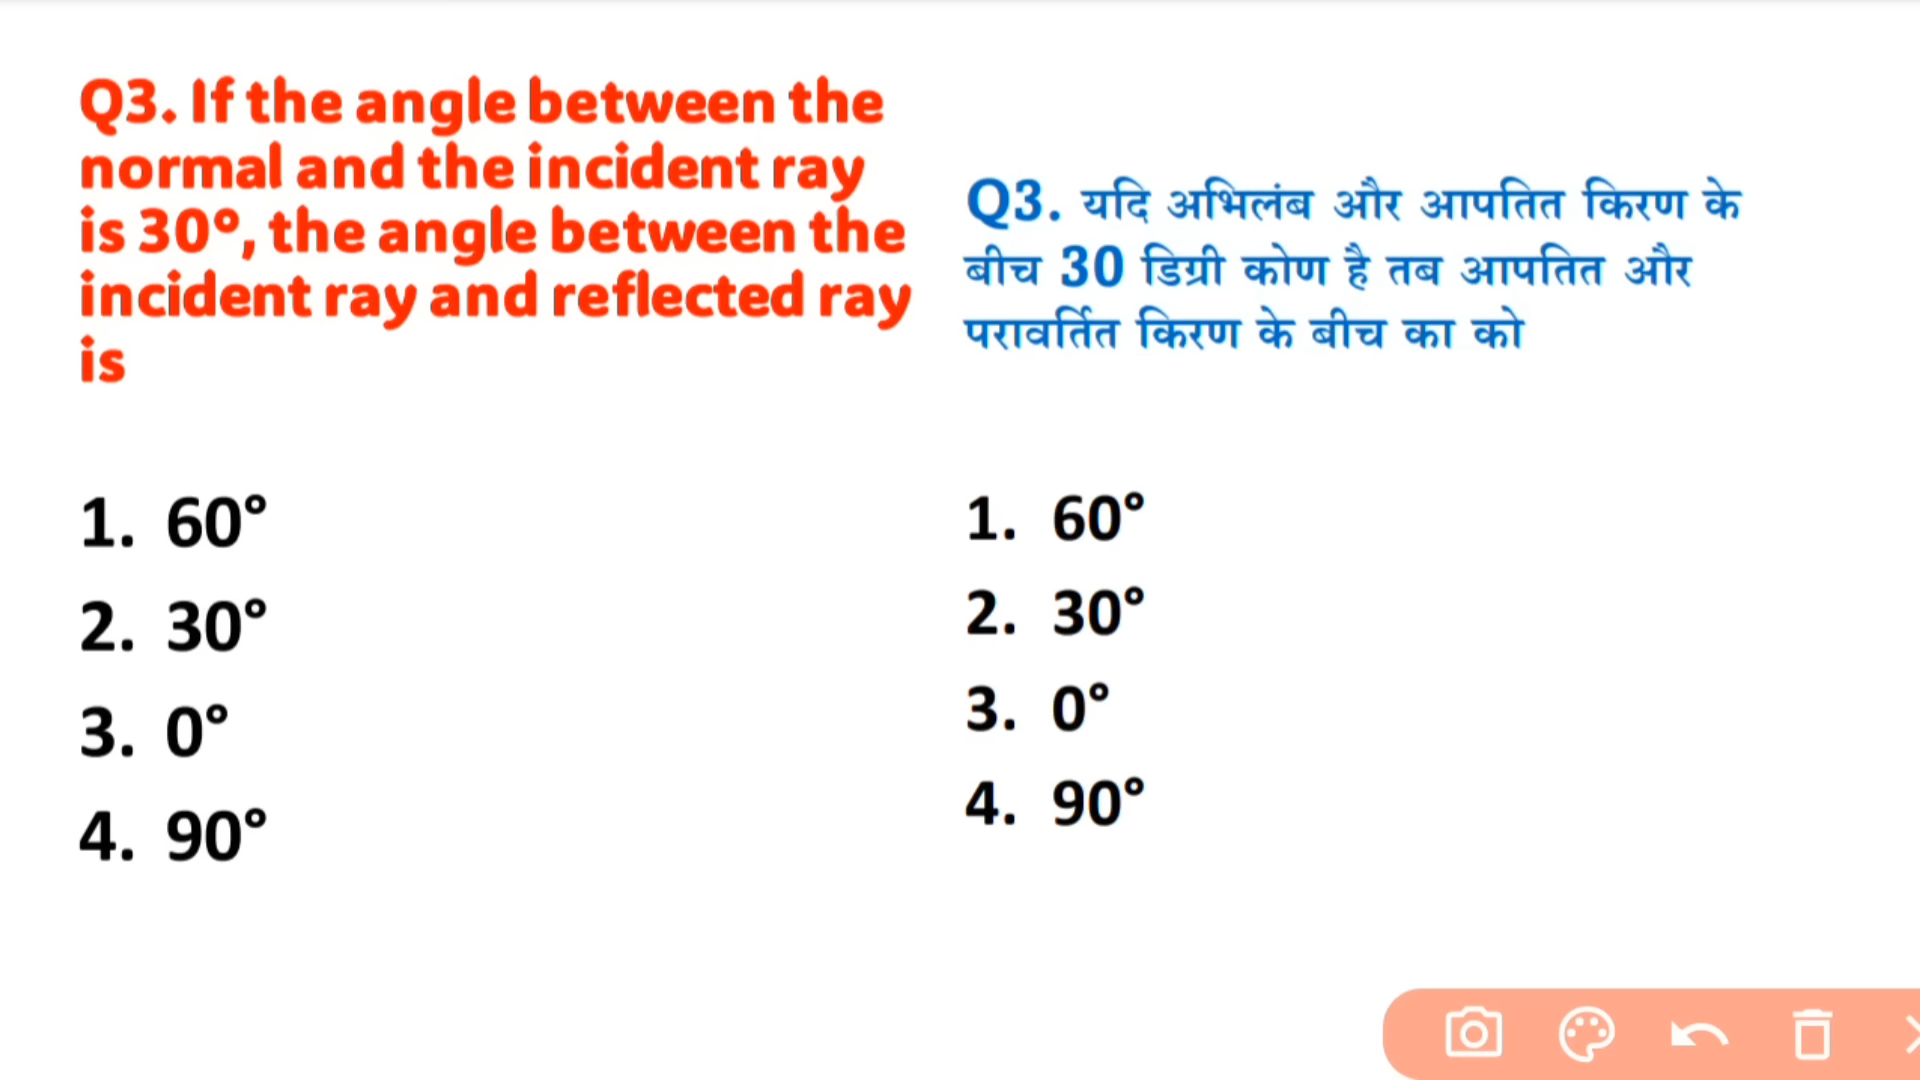 Q3. If the angle between the
normal and the incident ray
is 30°, the angle between the
incident ray and reflected ray
is
1. 60°
2. 30°
3. 0°
4. 90°
Q3. यदि अभिलंब और आपतित किरण के
बीच 30 डिग्री कोण है तब आपतित और
परावर्तित किरण के बीच का को
1. 60°
2. 30°
3. 0°
4. 90°